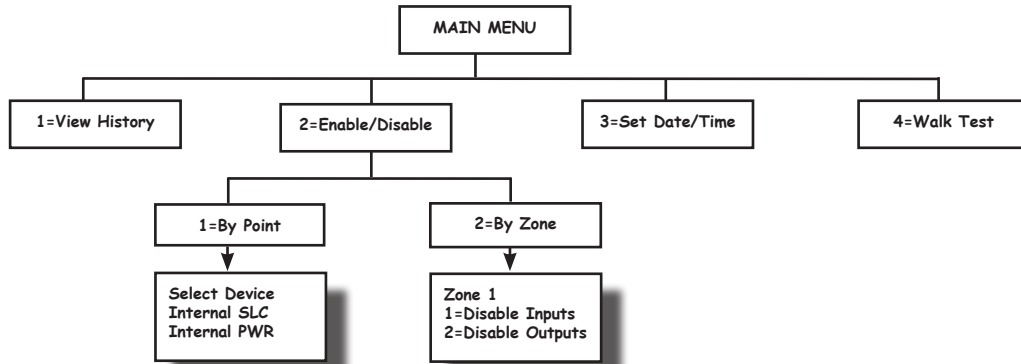 MAIN MENU
1=View History
2=Enable/Disable
3=Set Date/Time
4=Walk Test
1=By Point
2=By Zone
Select Device
Internal SLC
Internal PWR
Zone 1
1=Disable Inputs
2=Disable Outputs